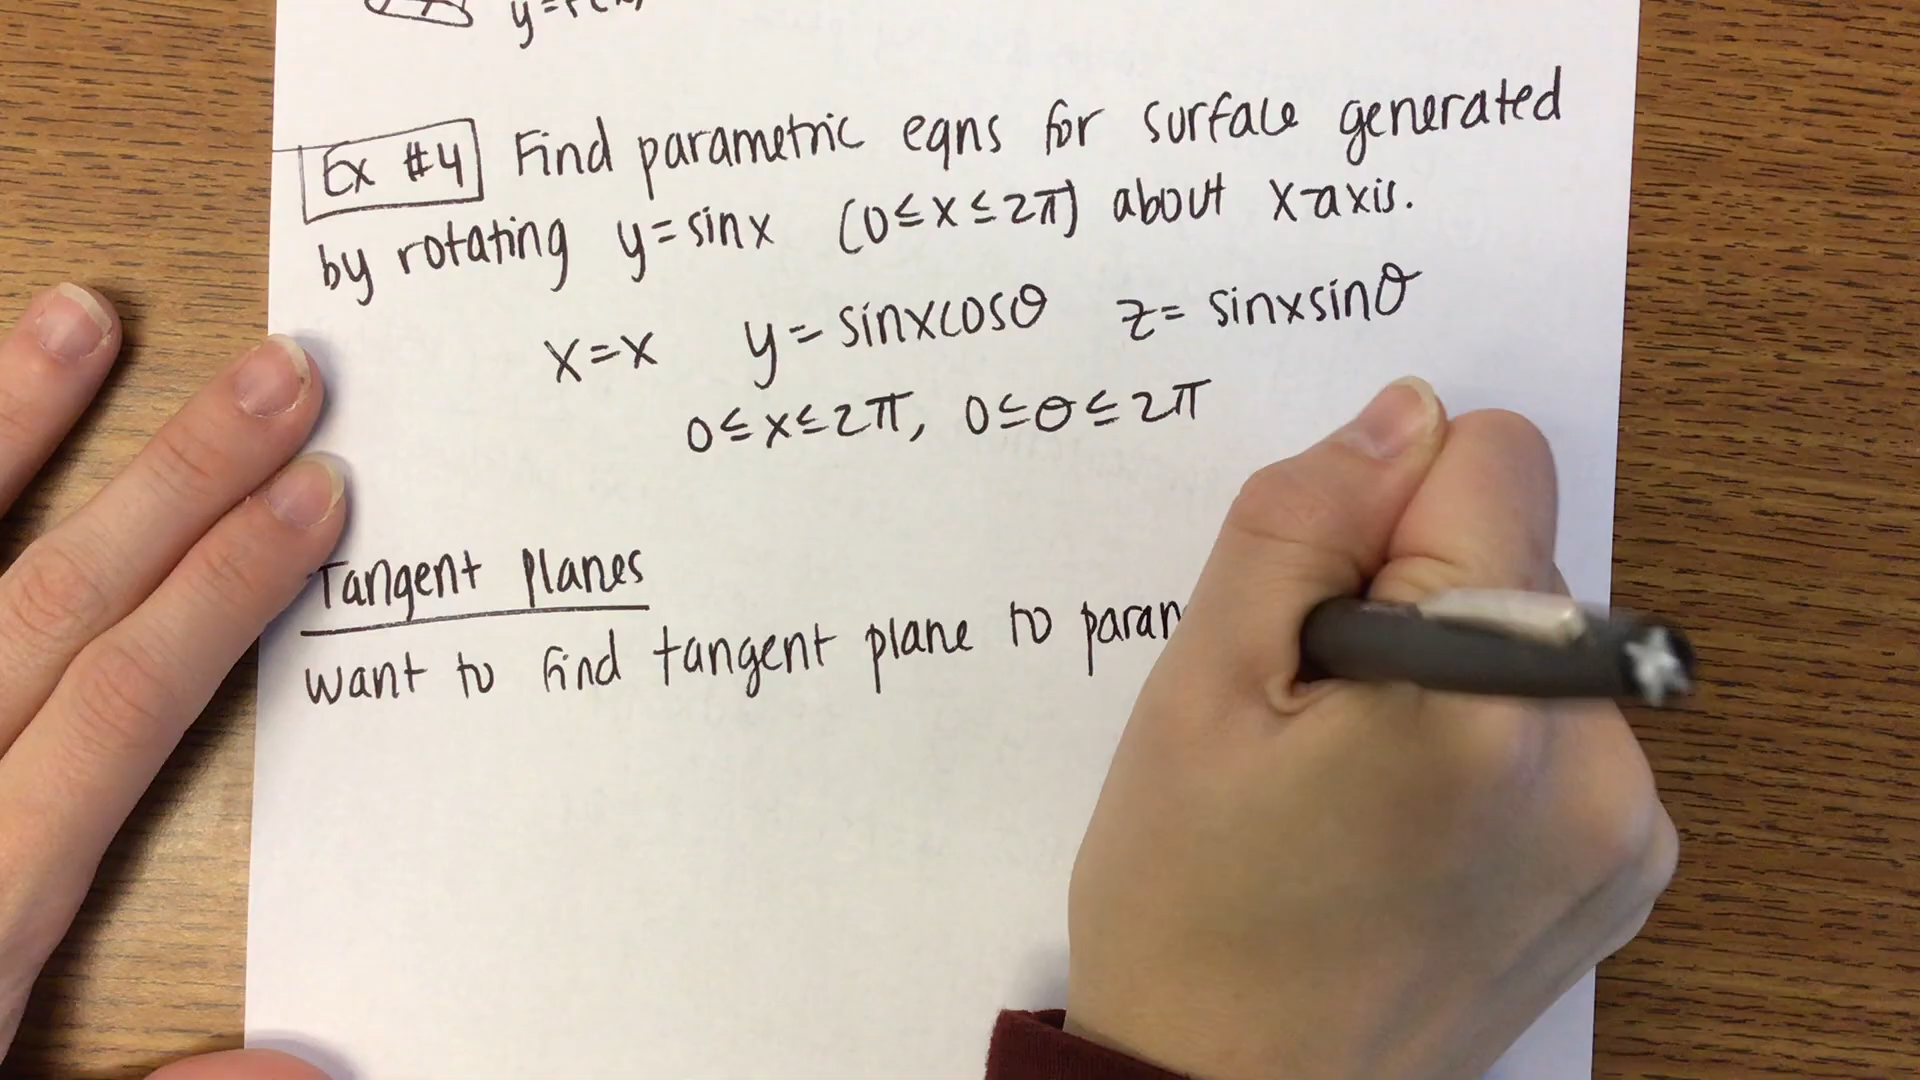 Ex #4 Find parametric eqns for surface generated
by rotating y=sinx (0≤x≤2π) about x-axis.
x=x y=sinxcosθ z=sinxsinθ
0≤x≤2π, 0≤θ≤2π
Tangent Planes
want to find tangent plane to